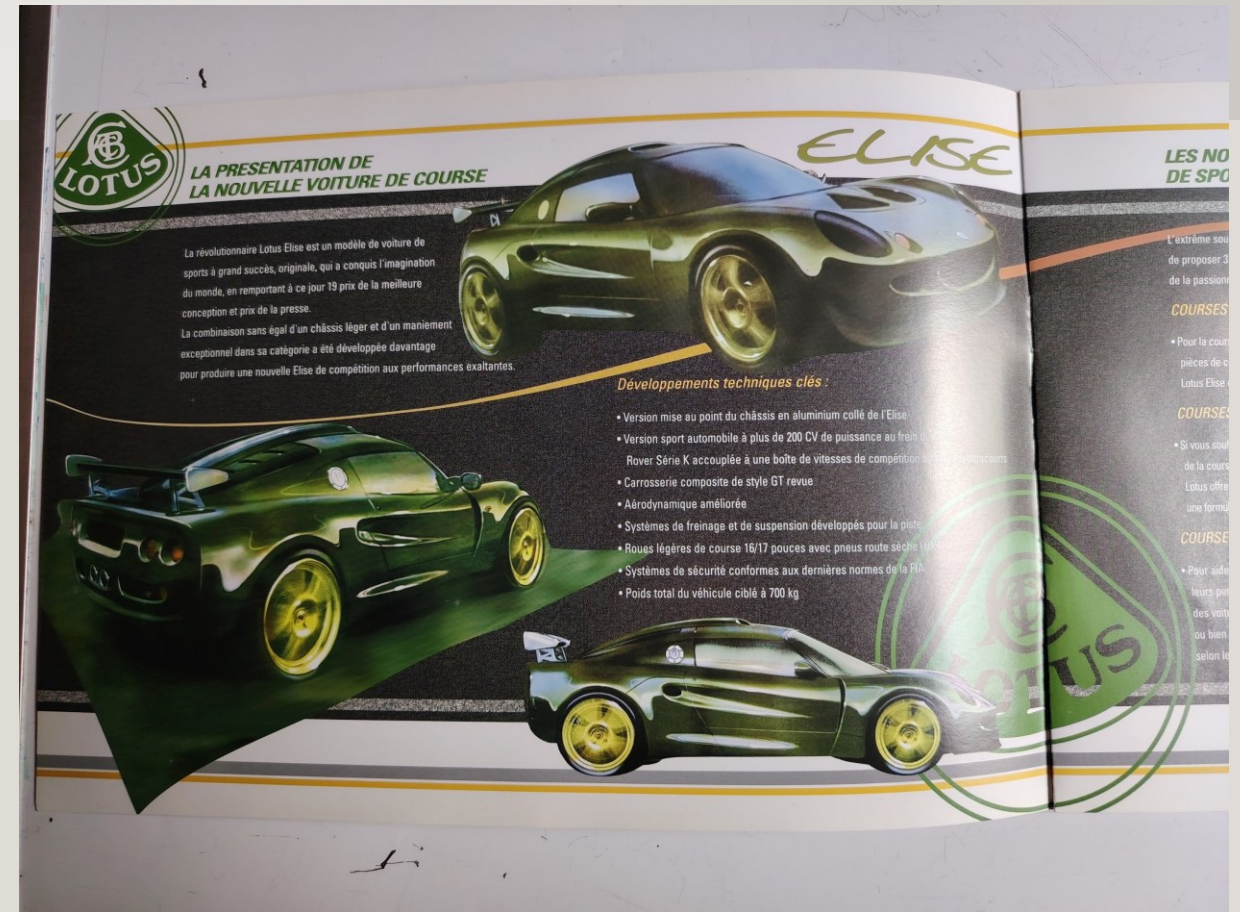 LOTUS
LA PRESENTATION DE
LA NOUVELLE VOITURE DE COURSE
ELISE
La révolutionnaire Lotus Elise est un modèle de voiture de
sports à grand succès, originale, qui a conquis l'imagination
du monde, en remportant à ce jour 19 prix de la meilleure
conception et prix de la presse.
La combinaison sans égal d'un châssis léger et d'un maniement
exceptionnel dans sa catégorie a été développée davantage
pour produire une nouvelle Elise de compétition aux performances exaltantes.
Développements techniques clés :
• Version mise au point du châssis en aluminium collé de l'Elise
• Version sport automobile à plus de 200 CV de puissance au frein
Rover Série K accouplée à une boîte de vitesses de compétition
• Carrosserie composite de style GT revue
• Aérodynamique améliorée
• Systèmes de freinage et de suspension développés pour la piste
• Roues légères de course 16/17 pouces avec pneus route sèche
• Systèmes de sécurité conformes aux dernières normes de la FIA
• Poids total du véhicule ciblé à 700 kg
LOTUS
LES NO
DE SPO
L'extrême sou
de proposer 3
de la passion
COURSES
• Pour la cour
pièces de c
Lotus Elise
COURSES
• Si vous sou
de la cours
Lotus offre
une formu
COURSE
• Pour aide
leurs
des voit
ou bien
selon le